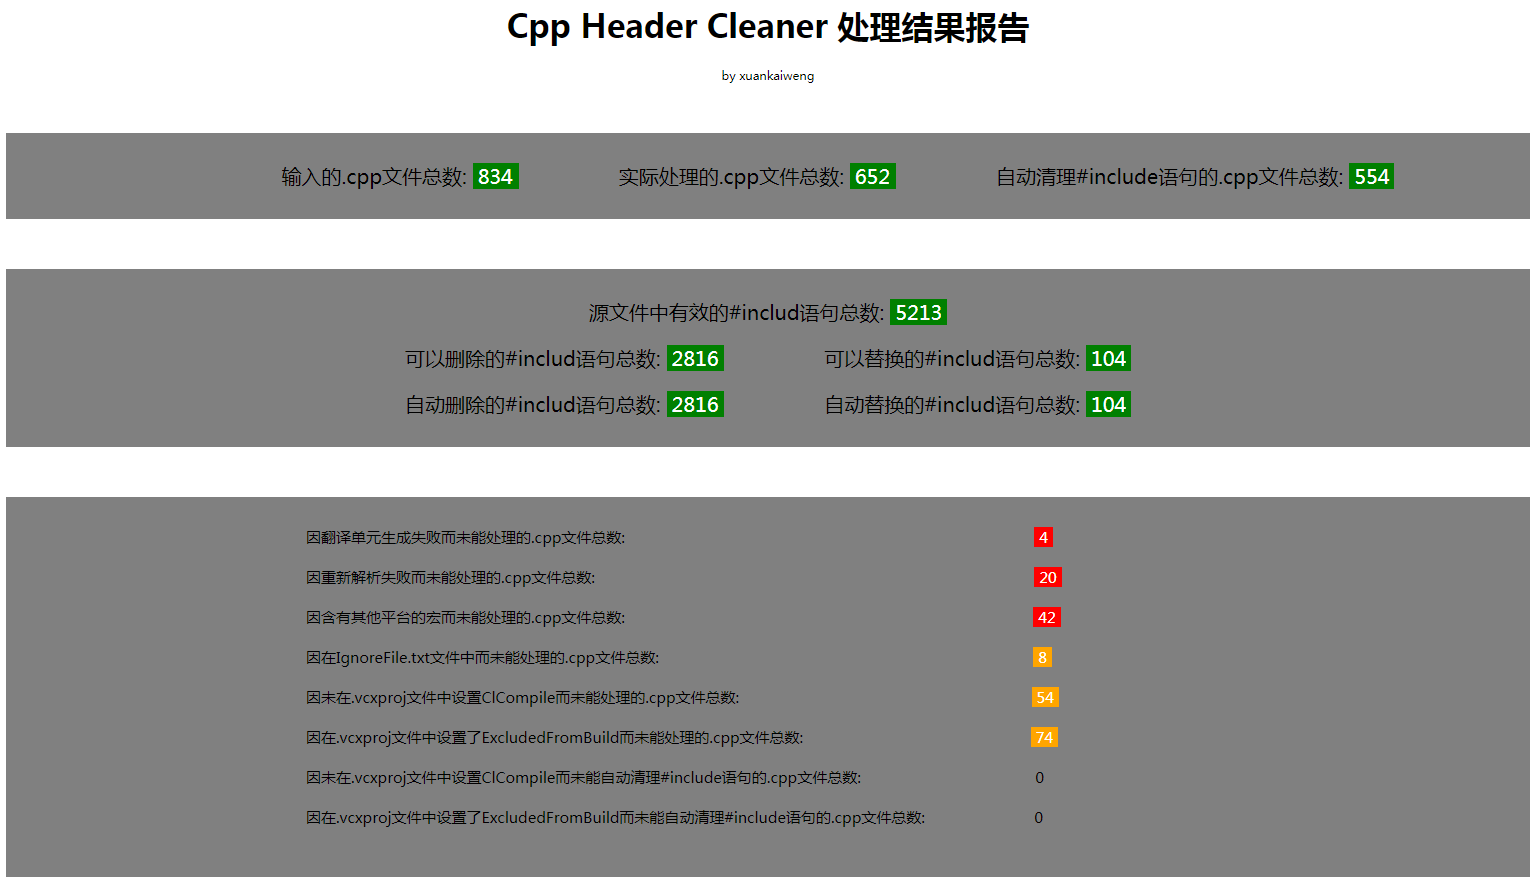 Cpp Header Cleaner 处理结果报告
by xuankaiweng
输入的.cpp文件总数: 834 实际处理的.cpp文件总数: 652 自动清理#include语句的.cpp文件总数: 554
源文件中有效的#includ语句总数: 5213
可以删除的#includ语句总数: 2816 可以替换的#includ语句总数: 104
自动删除的#includ语句总数: 2816 自动替换的#includ语句总数: 104
因翻译单元生成失败而未能处理的.cpp文件总数: 4
因重新解析失败而未能处理的.cpp文件总数: 20
因含有其他平台的宏而未能处理的.cpp文件总数: 42
因在IgnoreFile.txt文件中而未能处理的.cpp文件总数: 8
因未在.vcxproj文件中设置ClCompile而未能处理的.cpp文件总数: 54
因在.vcxproj文件中设置了ExcludedFromBuild而未能处理的.cpp文件总数: 74
因未在.vcxproj文件中设置ClCompile而未能自动清理#include语句的.cpp文件总数: 0
因在.vcxproj文件中设置了ExcludedFromBuild而未能自动清理#include语句的.cpp文件总数: 0